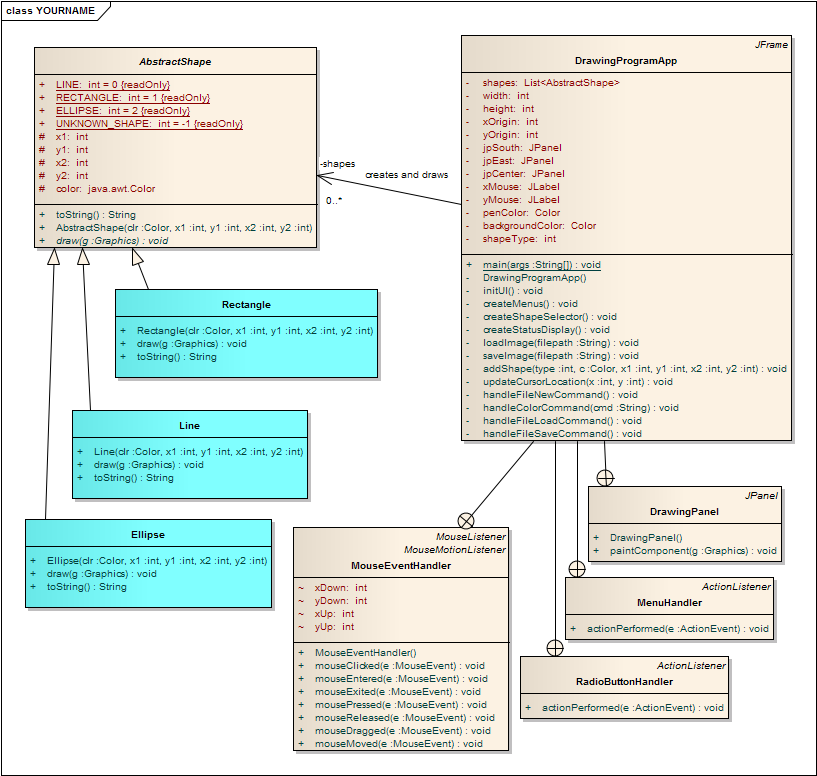 class YOURNAME
AbstractShape
+ LINE: int = 0 {readOnly}
+ RECTANGLE: int = 1 {readOnly}
+ ELLIPSE: int = 2 {readOnly}
+ UNKNOWN_SHAPE: int = -1 {readOnly}
# x1: int
# y1: int
# x2: int
# y2: int
# color: java.awt.Color
+ toString() : String
+ AbstractShape(clr :Color, x1 :int, y1 :int, x2 :int, y2 :int)
+ draw(g :Graphics) : void
-shapes
creates and draws
0..*
JFrame
DrawingProgramApp
- shapes: List<AbstractShape>
- width: int
- height: int
- xOrigin: int
- yOrigin: int
- jpSouth: JPanel
- jpEast: JPanel
- jpCenter: JPanel
- xMouse: JLabel
- yMouse: JLabel
- penColor: Color
- backgroundColor: Color
- shapeType: int
+ main(args :String[]) : void
- DrawingProgramApp()
- initUI() : void
- createMenus() : void
- createShapeSelector() : void
- createStatusDisplay() : void
- loadImage(filepath :String) : void
- saveImage(filepath :String) : void
- addShape(type :int, c :Color, x1 :int, y1 :int, x2 :int, y2 :int) : void
- updateCursorLocation(x :int, y :int) : void
- handleFileNewCommand() : void
- handleColorCommand(cmd :String) : void
- handleFileLoadCommand() : void
- handleFileSaveCommand() : void
Rectangle
+ Rectangle(clr :Color, x1 :int, y1 :int, x2 :int, y2 :int)
+ draw(g :Graphics) : void
+ toString() : String
Line
+ Line(clr :Color, x1 :int, y1 :int, x2 :int, y2 :int)
+ draw(g :Graphics) : void
+ toString() : String
Ellipse
+ Ellipse(clr :Color, x1 :int, y1 :int, x2 :int, y2 :int)
+ draw(g :Graphics) : void
+ toString() : String
MouseListener
MouseMotionListener
MouseEventHandler
~ xDown: int
~ yDown: int
~ xUp: int
~ yUp: int
+ MouseEventHandler()
+ mouseClicked(e :MouseEvent) : void
+ mouseEntered(e :MouseEvent) : void
+ mouseExited(e :MouseEvent) : void
+ mousePressed(e :MouseEvent) : void
+ mouseReleased(e :MouseEvent) : void
+ mouseDragged(e :MouseEvent) : void
+ mouseMoved(e :MouseEvent) : void
JPanel
DrawingPanel
+ DrawingPanel()
+ paintComponent(g :Graphics) : void
ActionListener
MenuHandler
+ actionPerformed(e :ActionEvent) : void
ActionListener
RadioButtonHandler
+ actionPerformed(e :ActionEvent) : void